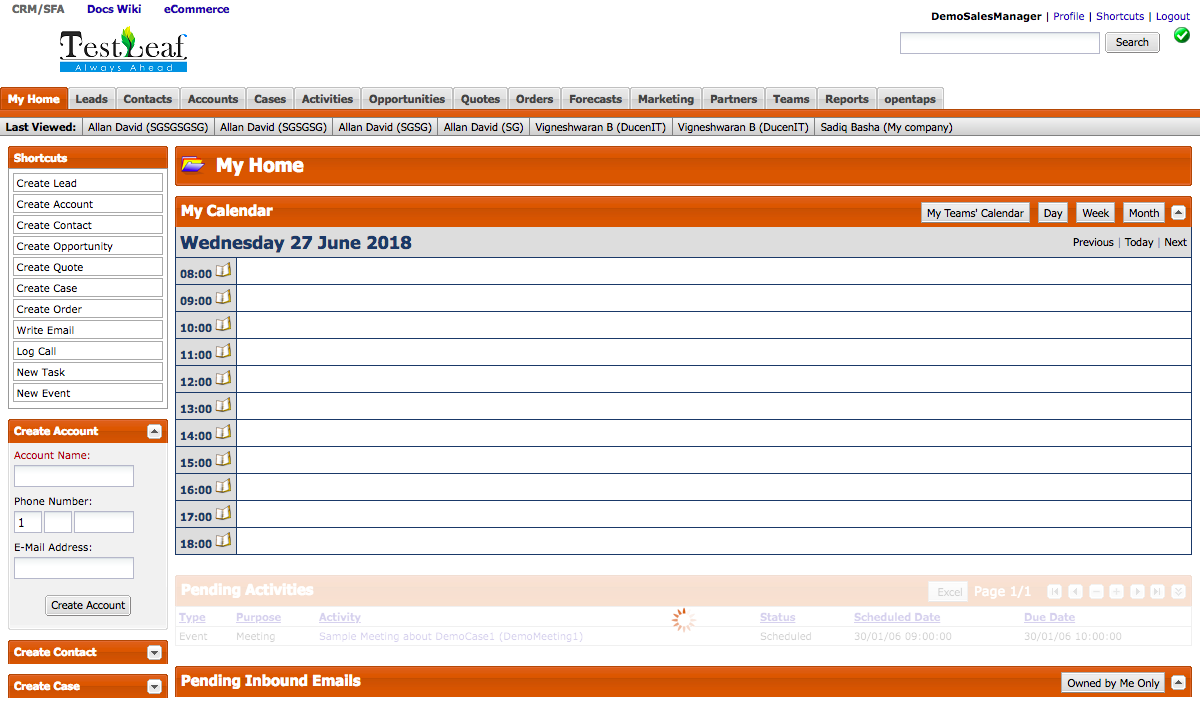 CRM/SFA Docs Wiki eCommerce
DemoSalesManager | Profile | Shortcuts | Logout
TestLeaf
Always Ahead
Search
My Home Leads Contacts Accounts Cases Activities Opportunities Quotes Orders Forecasts Marketing Partners Teams Reports opentaps
Last Viewed: Allan David (SGSGSGSG) Allan David (SGSGSG) Allan David (SGSG) Allan David (SG) Vigneshwaran B (DucenIT) Vigneshwaran B (DucenIT) Sadiq Basha (My company)
Shortcuts
Create Lead
Create Account
Create Contact
Create Opportunity
Create Quote
Create Case
Create Order
Write Email
Log Call
New Task
New Event
Create Account
Account Name:
Phone Number:
1
E-Mail Address:
Create Account
Create Contact
Create Case
My Home
My Calendar My Teams' Calendar Day Week Month
Wednesday 27 June 2018 Previous | Today | Next
08:00
09:00
10:00
11:00
12:00
13:00
14:00
15:00
16:00
17:00
18:00
Pending Activities Excel Page 1/1
Type Purpose Activity Status Scheduled Date Due Date
Event Meeting Sample Meeting about DemoCase1 (DemoMeeting1) Scheduled 30/01/06 09:00:00 30/01/06 10:00:00
Pending Inbound Emails Owned by Me Only